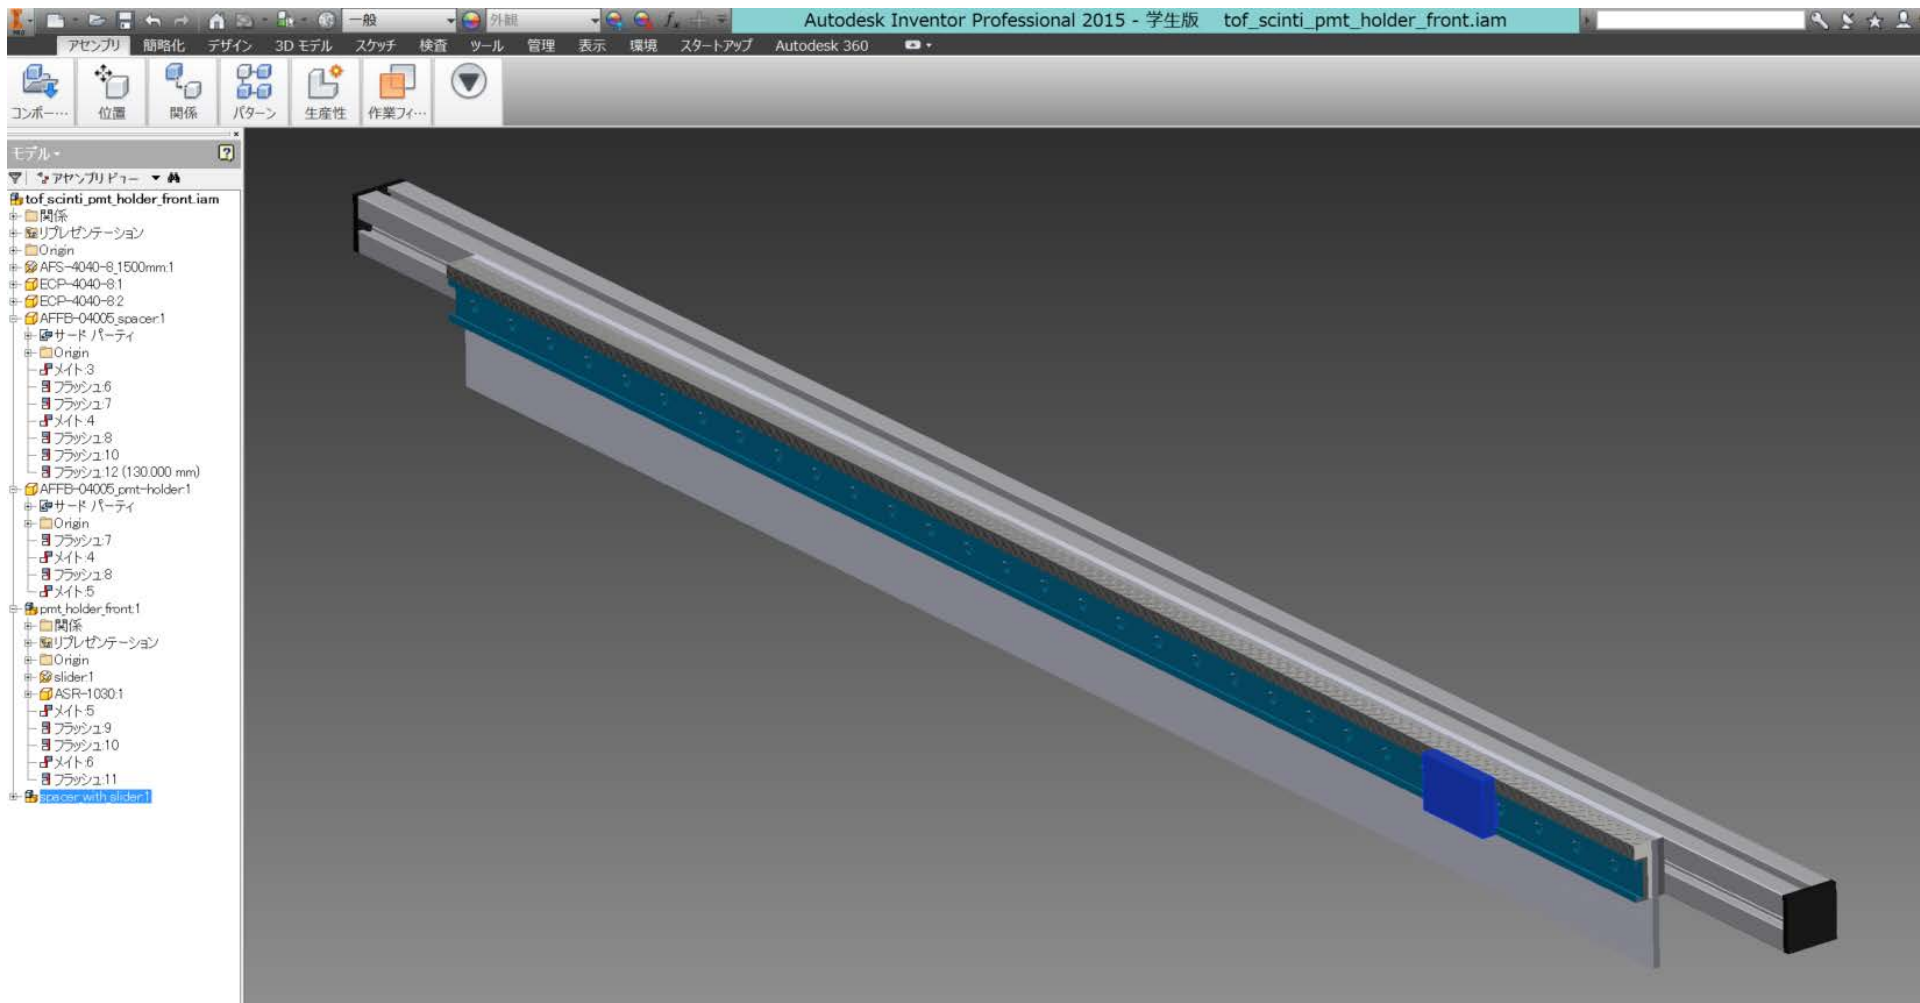 一般
外観
Autodesk Inventor Professional 2015 - 学生版 tof_scinti_pmt_holder_front.iam
アセンブリ 簡略化 デザイン 3D モデル スケッチ 検査 ツール 管理 表示 環境 スタートアップ Autodesk 360
コンポー… 位置 関係 パターン 生産性 作業フィ…
モデル
アセンブリ ビュー
tof_scinti_pmt_holder_front.iam
関係
リプレゼンテーション
Origin
AFS-4040-8_1500mm:1
ECP-4040-8:1
ECP-4040-8:2
AFFB-04005_spacer:1
サード パーティ
Origin
メイト:3
フラッシュ:6
フラッシュ:7
メイト:4
フラッシュ:8
フラッシュ:10
フラッシュ:12 (130.000 mm)
AFFB-04005_pmt-holder:1
サード パーティ
Origin
フラッシュ:7
メイト:4
フラッシュ:8
メイト:5
pmt_holder_front:1
関係
リプレゼンテーション
Origin
slider:1
ASR-1030:1
メイト:5
フラッシュ:9
フラッシュ:10
メイト:6
フラッシュ:11
spacer_with_slider:1